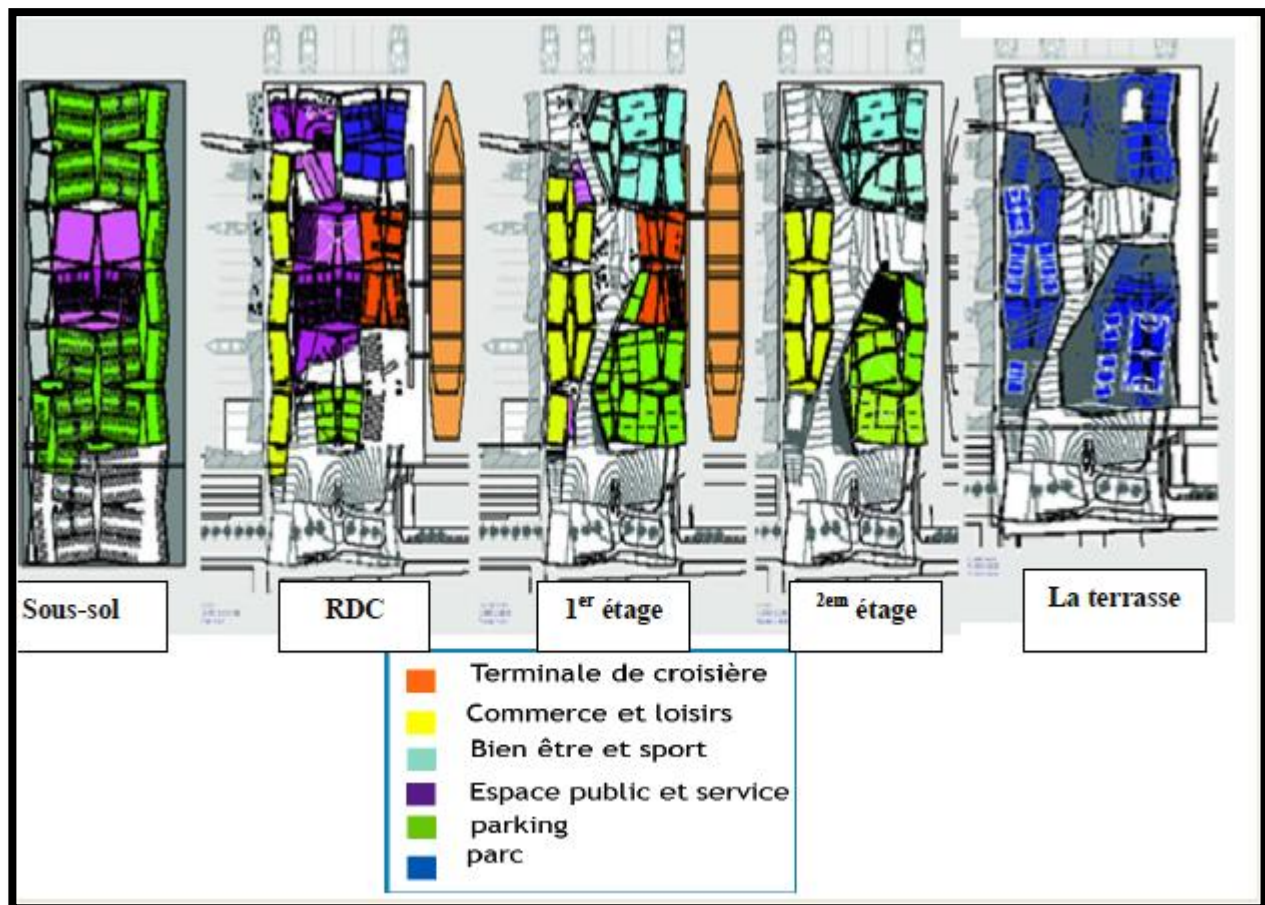 Sous-sol
RDC
1er étage
2em étage
La terrasse
Terminale de croisière
Commerce et loisirs
Bien être et sport
Espace public et service
parking
parc